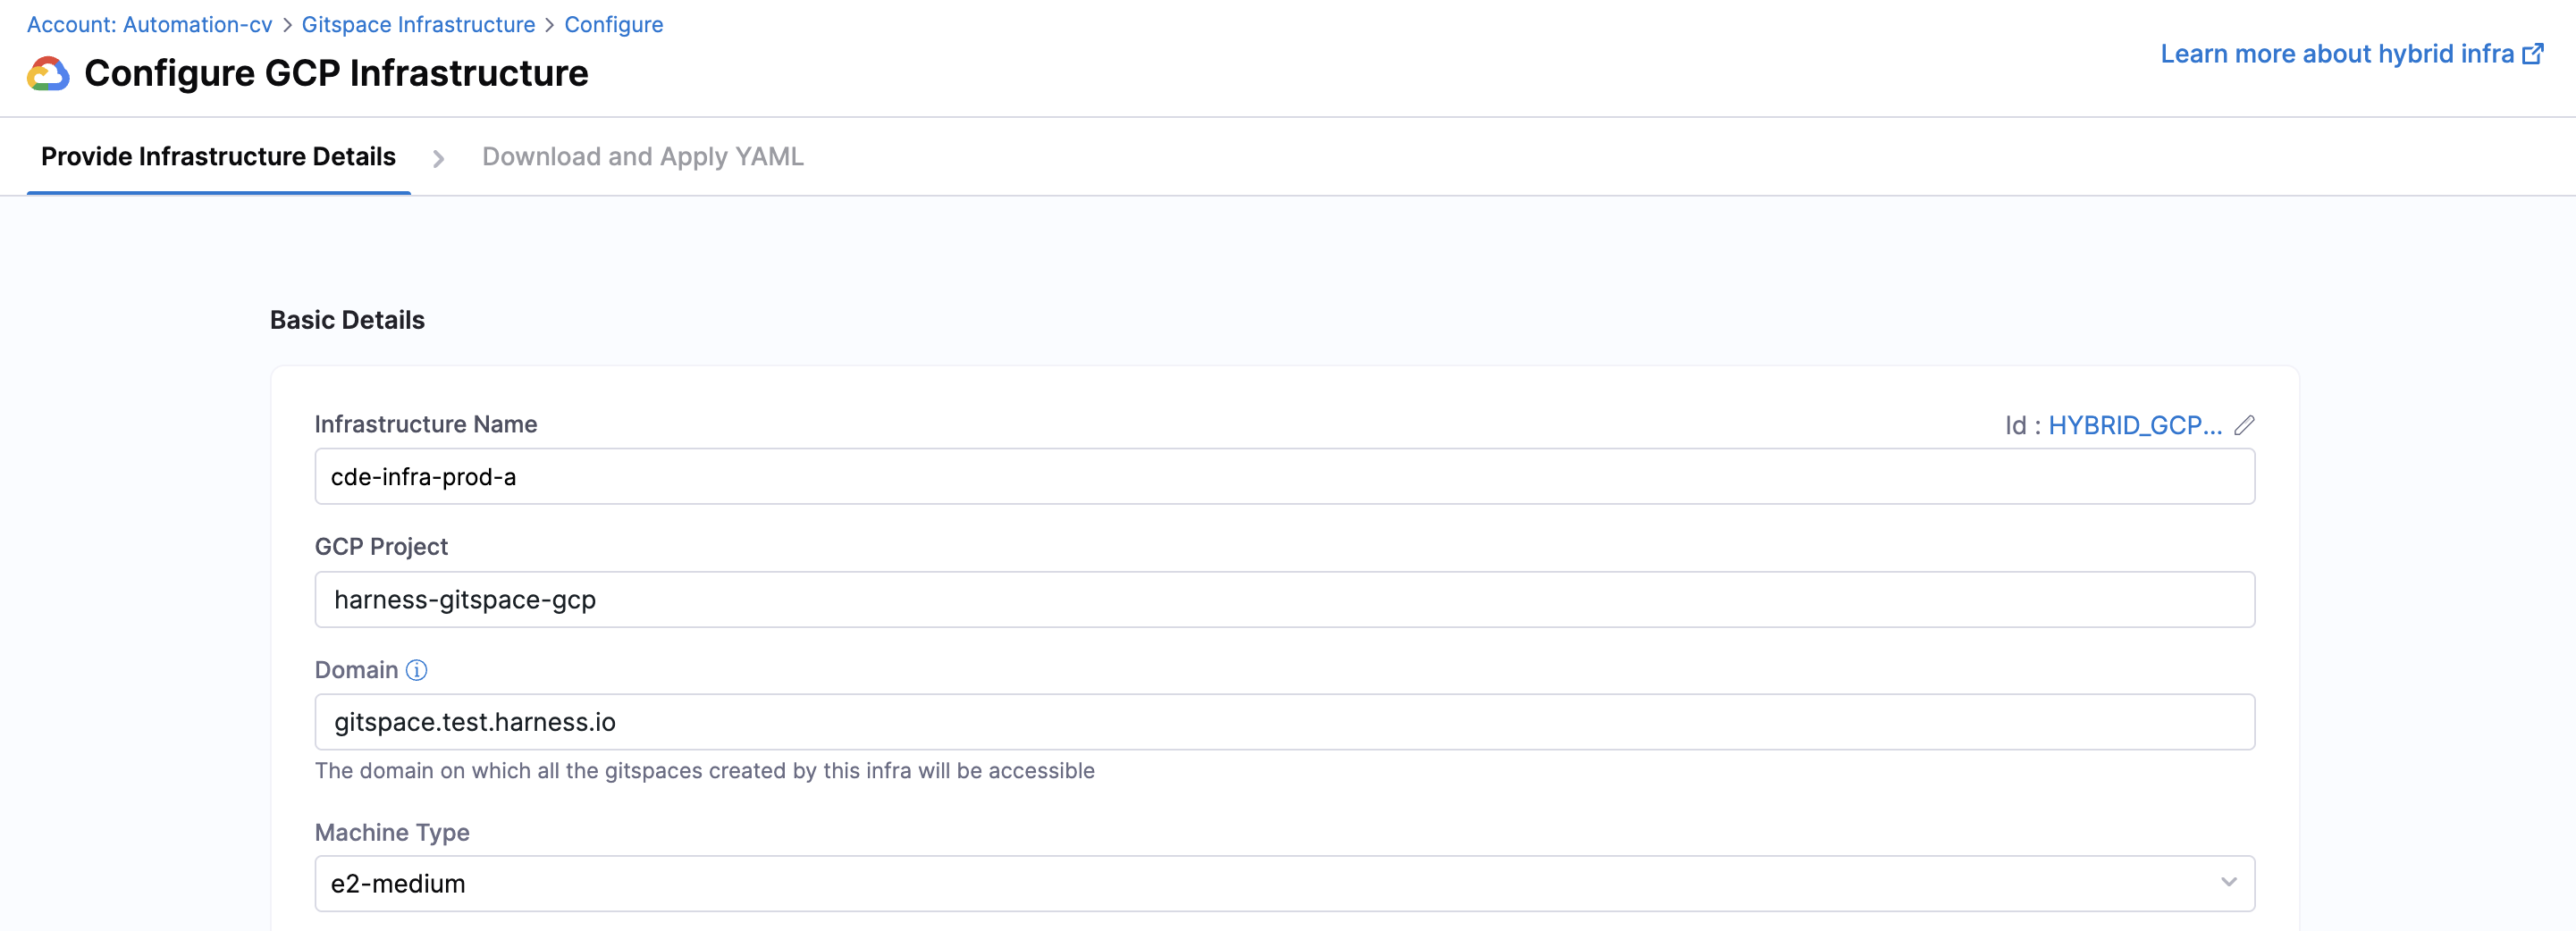 Account: Automation-cv > Gitspace Infrastructure > Configure
Configure GCP Infrastructure
Learn more about hybrid infra
Provide Infrastructure Details > Download and Apply YAML
Basic Details
Infrastructure Name
Id : HYBRID_GCP...
cde-infra-prod-a
GCP Project
harness-gitspace-gcp
Domain
gitspace.test.harness.io
The domain on which all the gitspaces created by this infra will be accessible
Machine Type
e2-medium